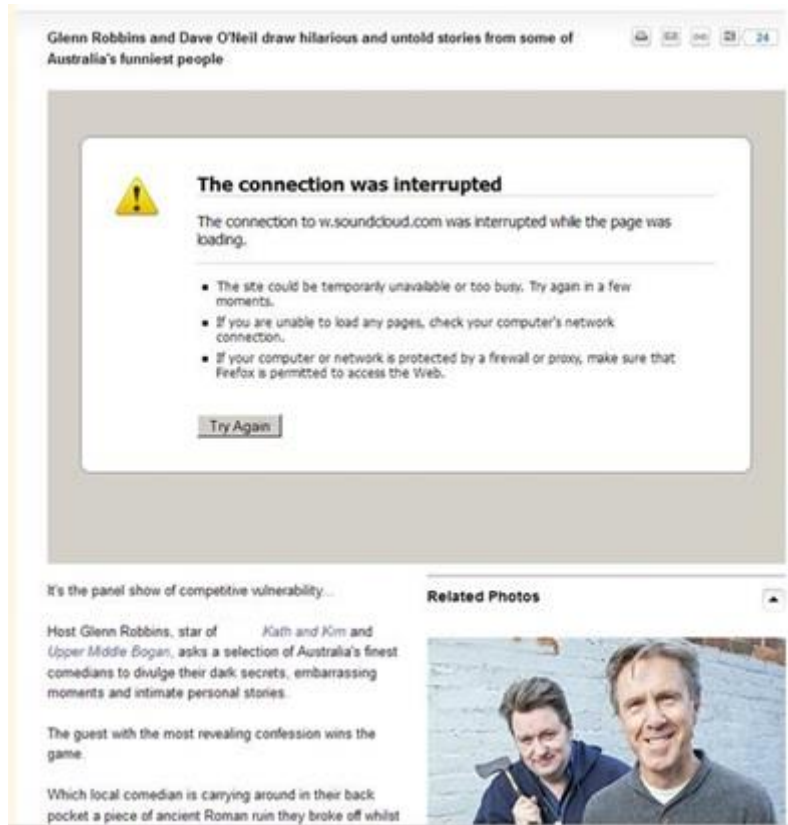 Glenn Robbins and Dave O'Neil draw hilarious and untold stories from some of
Australia's funniest people
24
The connection was interrupted
The connection to w.soundcloud.com was interrupted while the page was
loading.
The site could be temporarily unavailable or too busy. Try again in a few
moments.
If you are unable to load any pages, check your computer's network
connection.
If your computer or network is protected by a firewall or proxy, make sure that
Firefox is permitted to access the Web.
Try Again
It's the panel show of competitive vulnerability...
Host Glenn Robbins, star of Kath and Kim and
Upper Middle Bogan, asks a selection of Australia's finest
comedians to divulge their dark secrets, embarrassing
moments and intimate personal stories.
The guest with the most revealing confession wins the
game.
Which local comedian is carrying around in their back
pocket a piece of ancient Roman ruin they broke off whilst
Related Photos